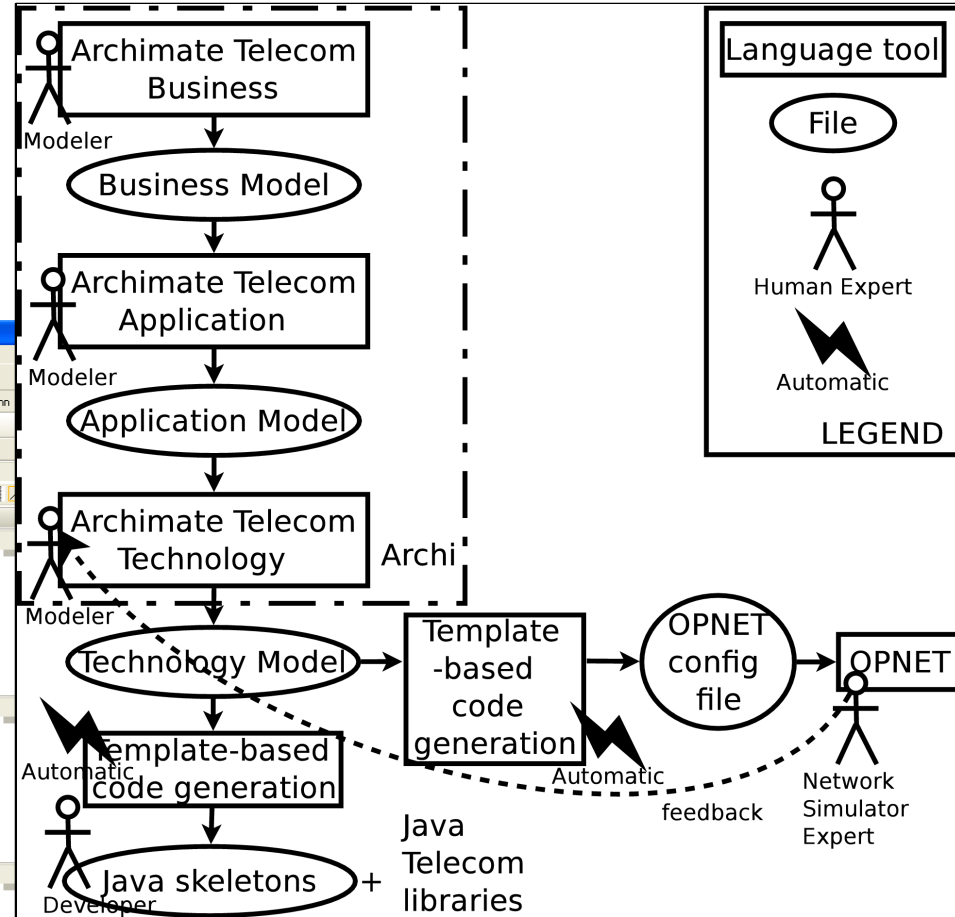 Archimate Telecom
Business
Modeler
Business Model
Archimate Telecom
Application
Modeler
Application Model
Archimate Telecom
Technology
Archi
Modeler
Technology Model
Template
-based
code
generation
Automatic
OPNET
config
file
OPNET
Network
Simulator
Expert
feedback
Automatic
Template-based
code generation
Java skeletons
Developer
+
Java
Telecom
libraries
Language tool
File
Human Expert
Automatic
LEGEND